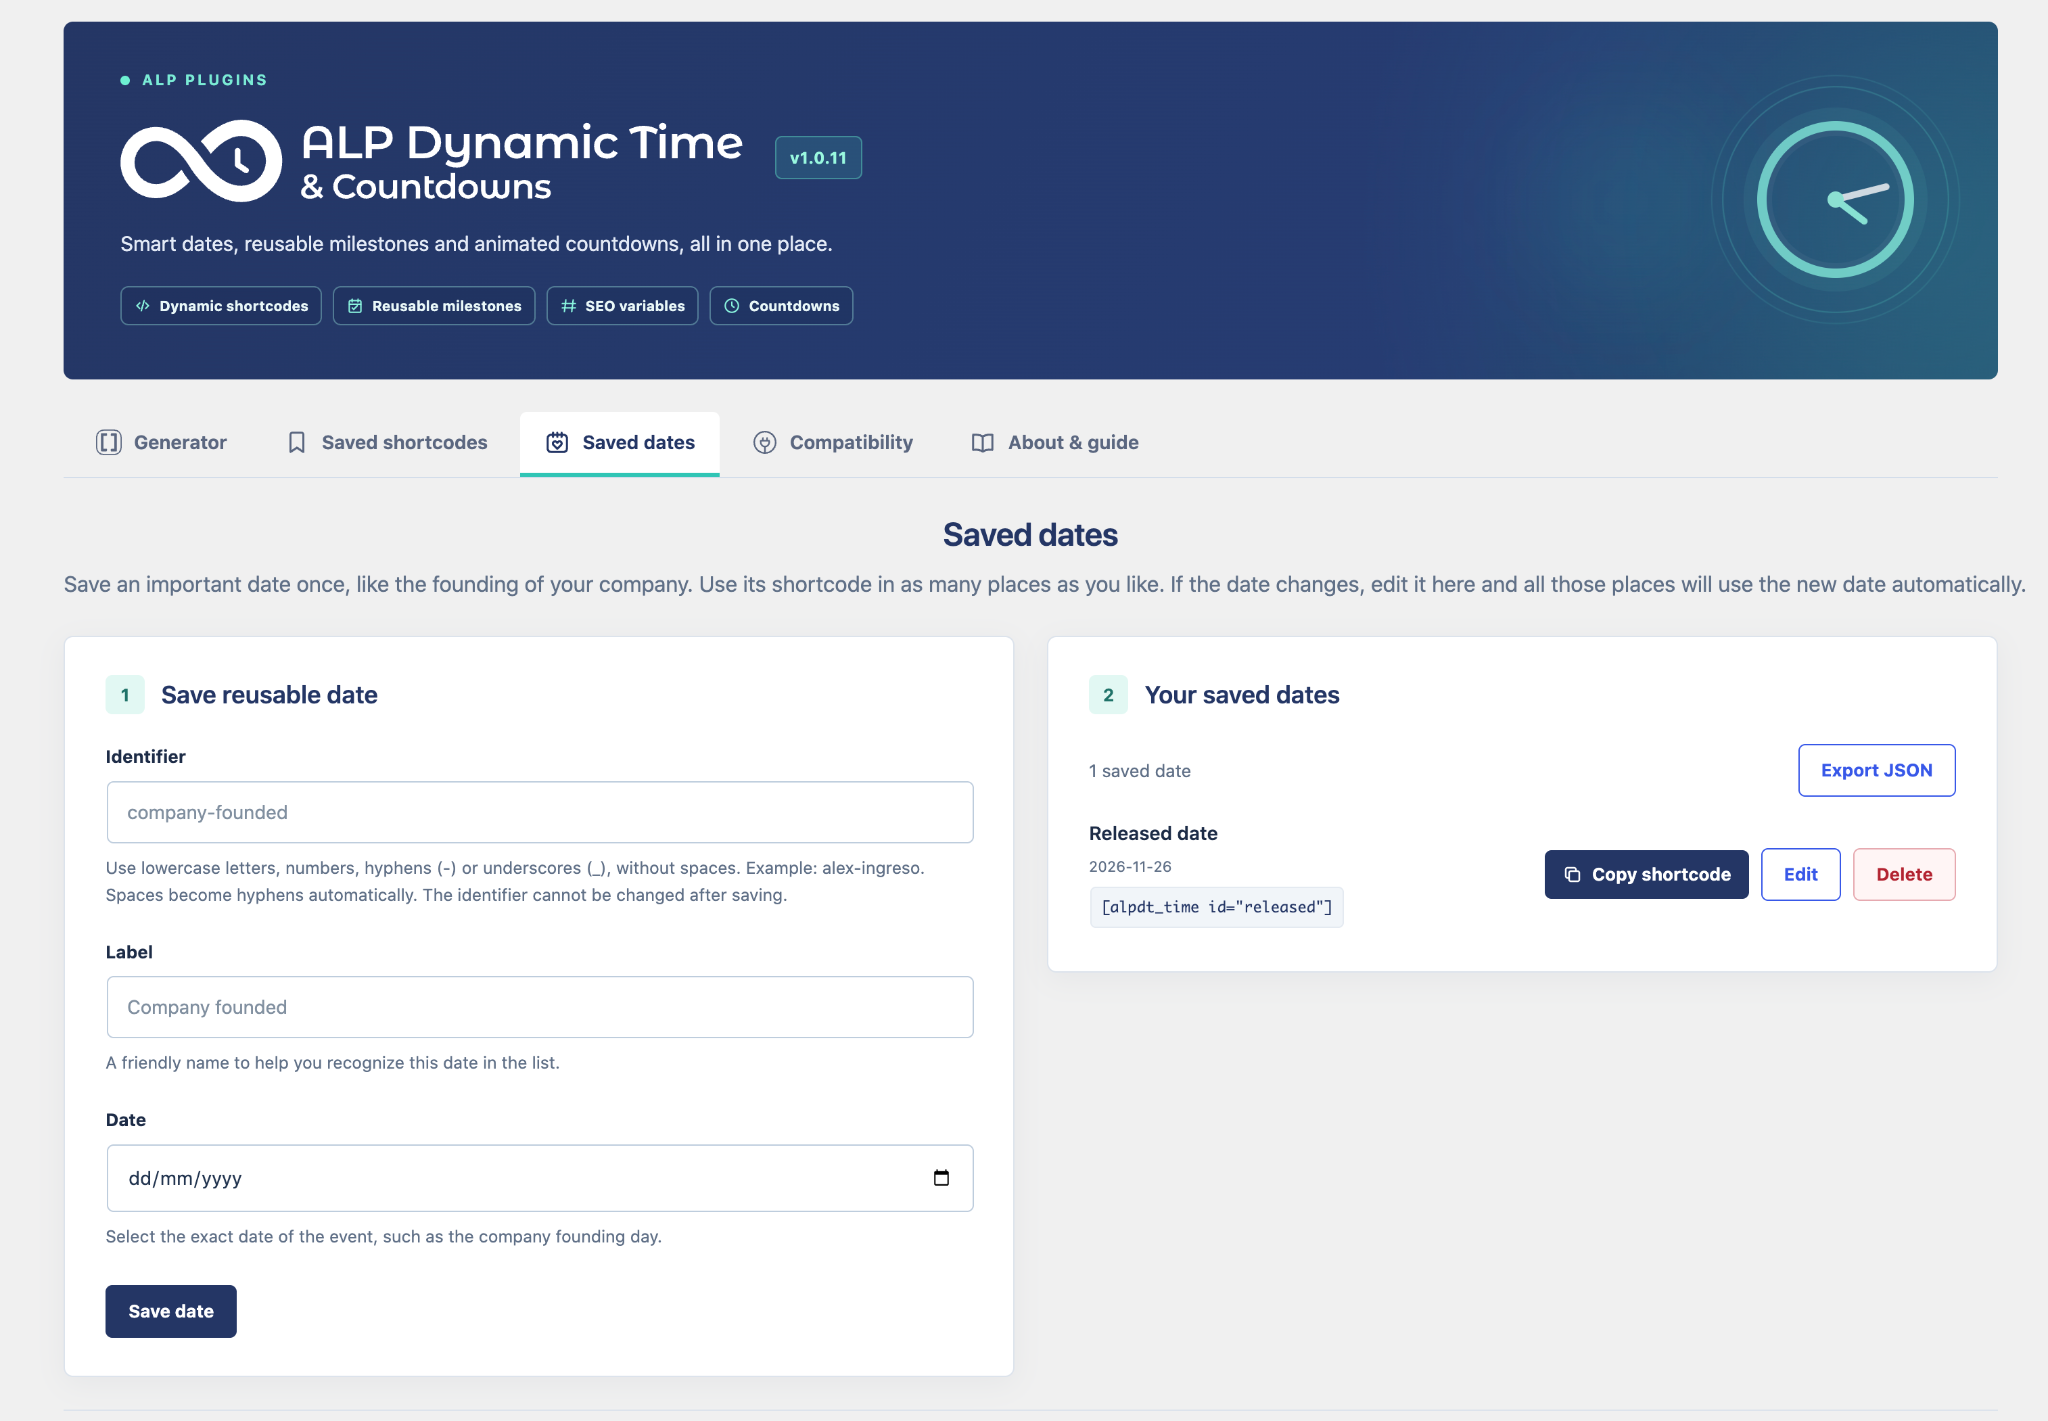 ALP PLUGINS
ALP Dynamic Time
& Countdowns
v1.0.11
Smart dates, reusable milestones and animated countdowns, all in one place.
Dynamic shortcodes
Reusable milestones
SEO variables
Countdowns
Generator
Saved shortcodes
Saved dates
Compatibility
About & guide
Saved dates
Save an important date once, like the founding of your company. Use its shortcode in as many places as you like. If the date changes, edit it here and all those places will use the new date automatically.
1
Save reusable date
Identifier
company-founded
Use lowercase letters, numbers, hyphens (-) or underscores (_), without spaces. Example: alex-ingreso.
Spaces become hyphens automatically. The identifier cannot be changed after saving.
Label
Company founded
A friendly name to help you recognize this date in the list.
Date
dd/mm/yyyy
Select the exact date of the event, such as the company founding day.
Save date
2
Your saved dates
1 saved date
Export JSON
Released date
2026-11-26
[alpdt_time id="released"]
Copy shortcode
Edit
Delete